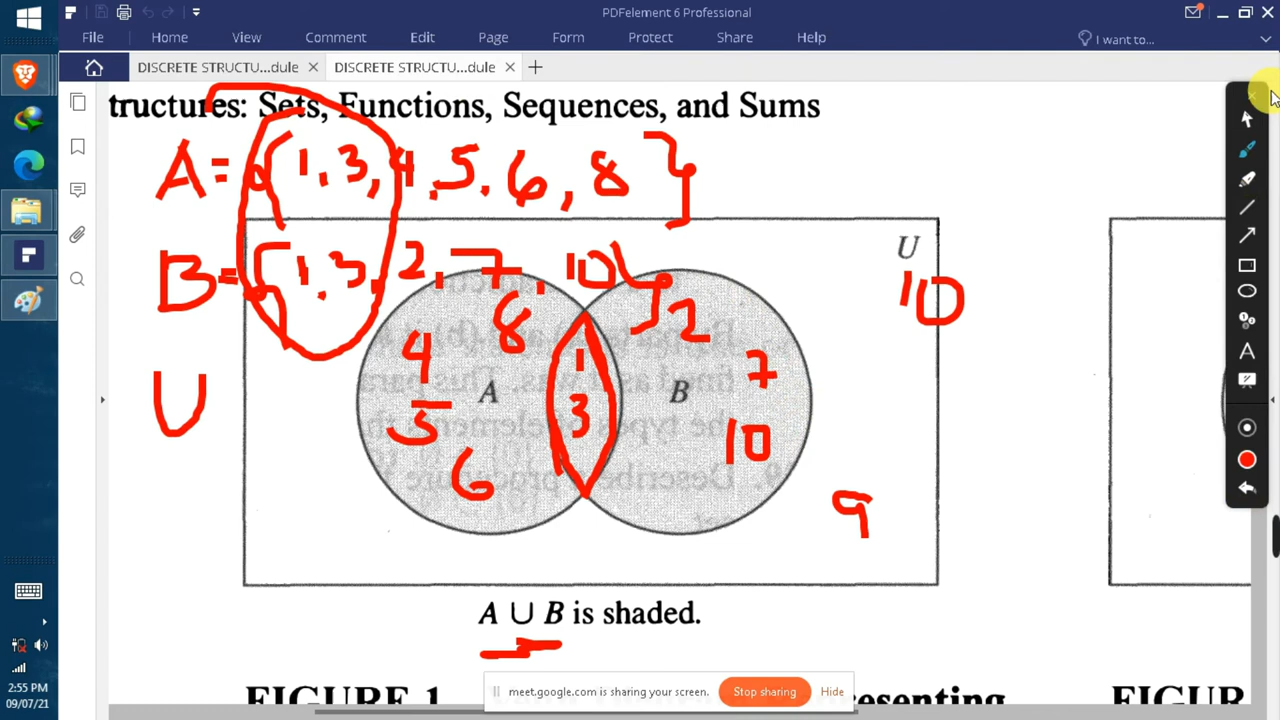 PDFelement 6 Professional
File Home View Comment Edit Page Form Protect Share Help I want to...
DISCRETE STRUCTU...dule × DISCRETE STRUCTU...dule × +
tructures: Sets, Functions, Sequences, and Sums
A = { 1, 3, 4, 5, 6, 8 }
B = { 1, 3, 2, 7, 10 }
U
10
8 2
4 1 7
A B
5 3 10
6
9
U
A ∪ B is shaded.
meet.google.com is sharing your screen. Stop sharing Hide
FIGURE 1
FIGUR
2:55 PM
09/07/21